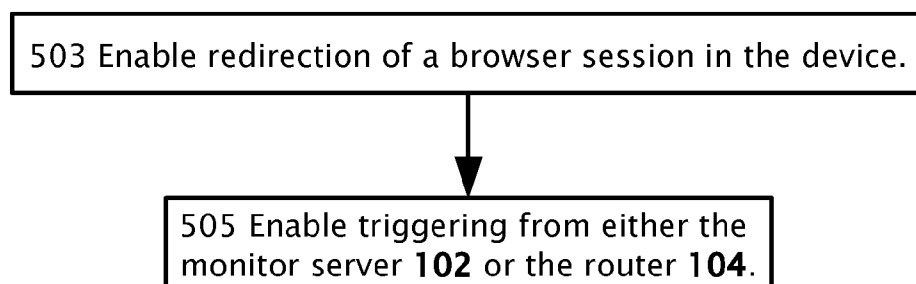 503 Enable redirection of a browser session in the device.
505 Enable triggering from either the
monitor server 102 or the router 104.